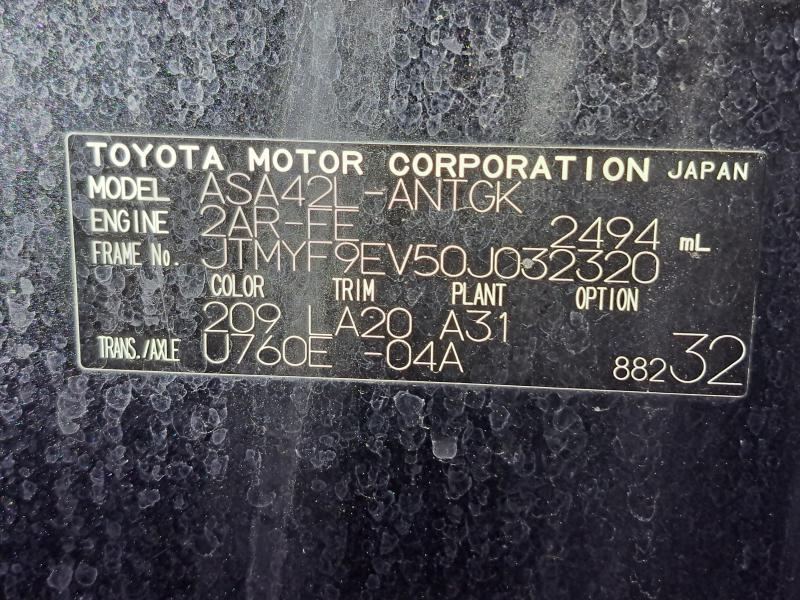 TOYOTA MOTOR CORPORATION JAPAN
MODEL ASA42L-ANTGK
ENGINE 2AR-FE 2494 mL
FRAME No. JTMYF9EV50J032320
COLOR TRIM PLANT OPTION
209 LA20 A31
TRANS./AXLE U760E -04A 88232